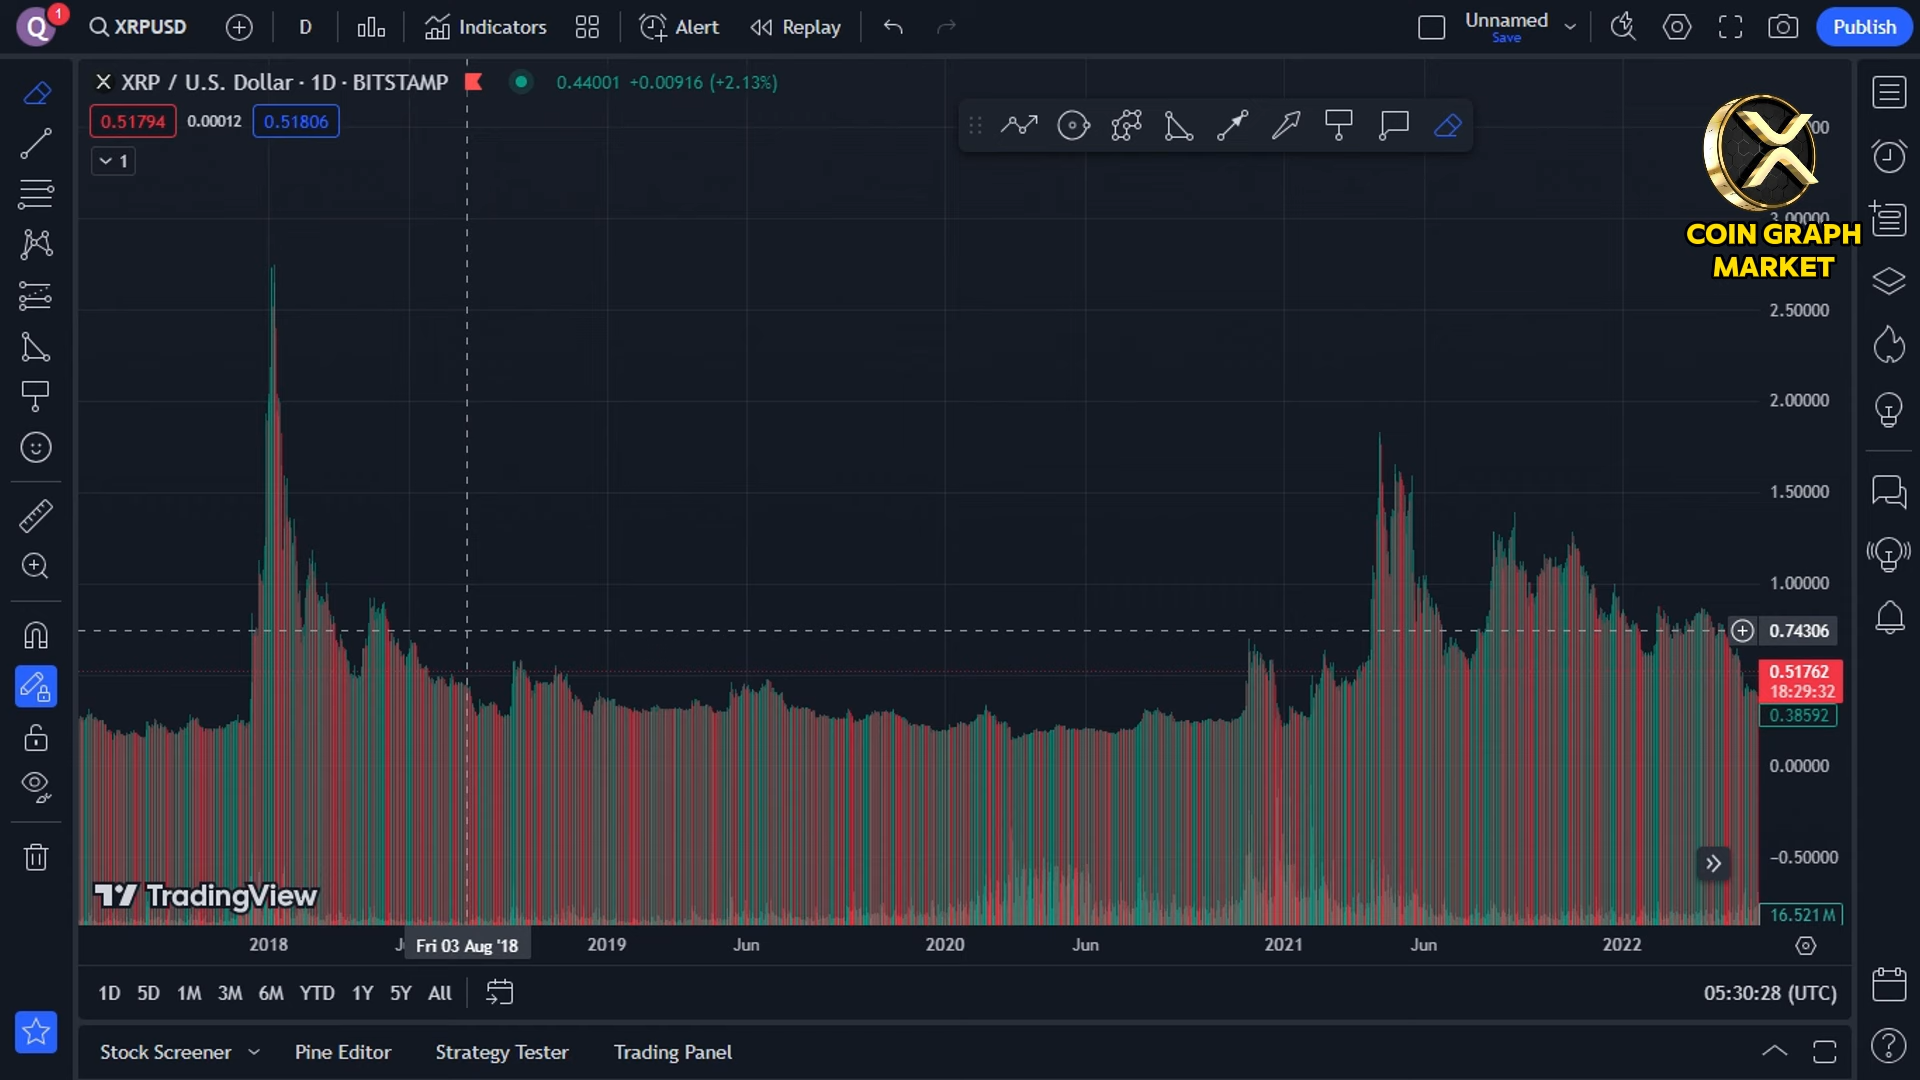 Q 1 XRPUSD D Indicators Alert Replay Unnamed Save Publish
XRP / U.S. Dollar · 1D · BITSTAMP 0.44001 +0.00916 (+2.13%)
0.51794 0.00012 0.51806
1
COIN GRAPH
MARKET
3.00000
2.50000
2.00000
1.50000
1.00000
0.74306
0.51762
18:29:32
0.38592
0.00000
−0.50000
16.521 M
TradingView
2018 Fri 03 Aug '18 2019 Jun 2020 Jun 2021 Jun 2022
1D 5D 1M 3M 6M YTD 1Y 5Y All 05:30:28 (UTC)
Stock Screener Pine Editor Strategy Tester Trading Panel